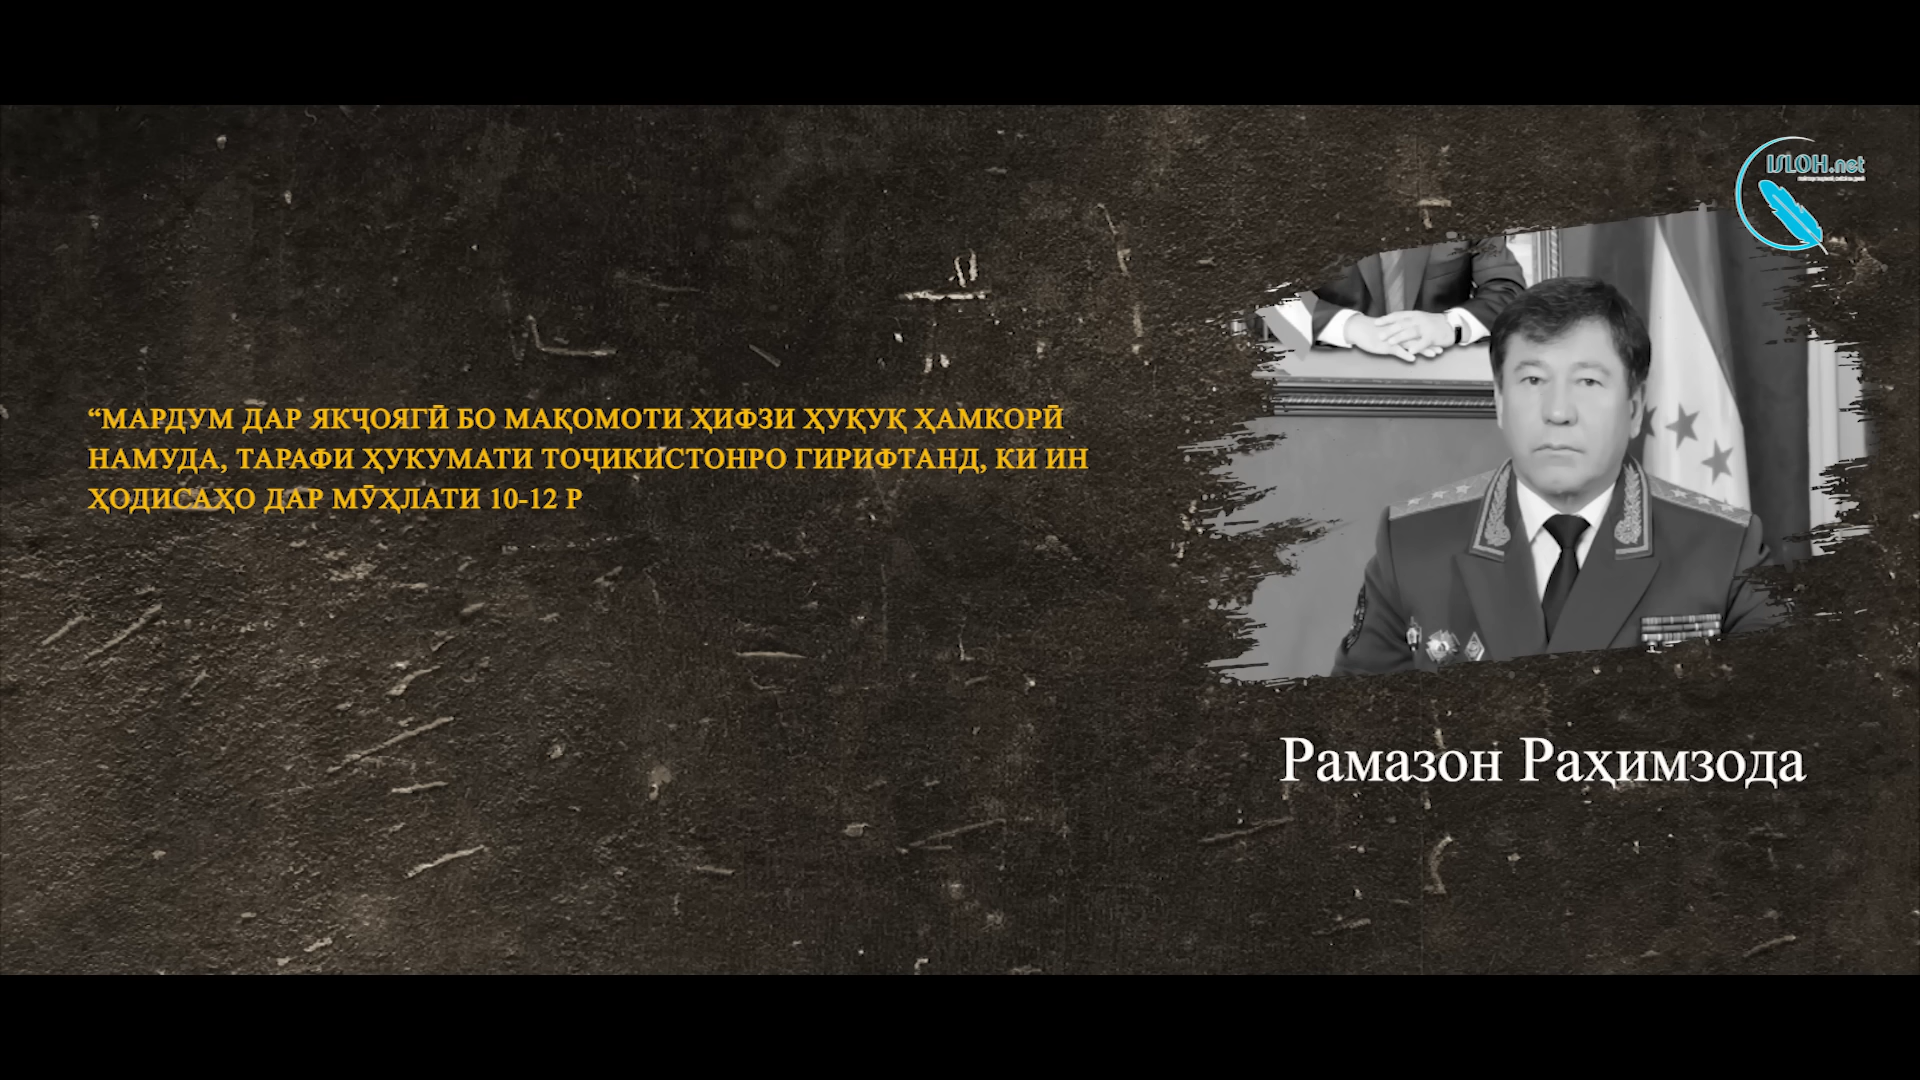 ISLOH.net
“МАРДУМ ДАР ЯКҶОЯГӢ БО МАҚОМОТИ ҲИФЗИ ҲУҚУҚ ҲАМКОРӢ
НАМУДА, ТАРАФИ ҲУКУМАТИ ТОҶИКИСТОНРО ГИРИФТАНД, КИ ИН
ҲОДИСАҲО ДАР МӮҲЛАТИ 10-12 Р
Рамазон Раҳимзода